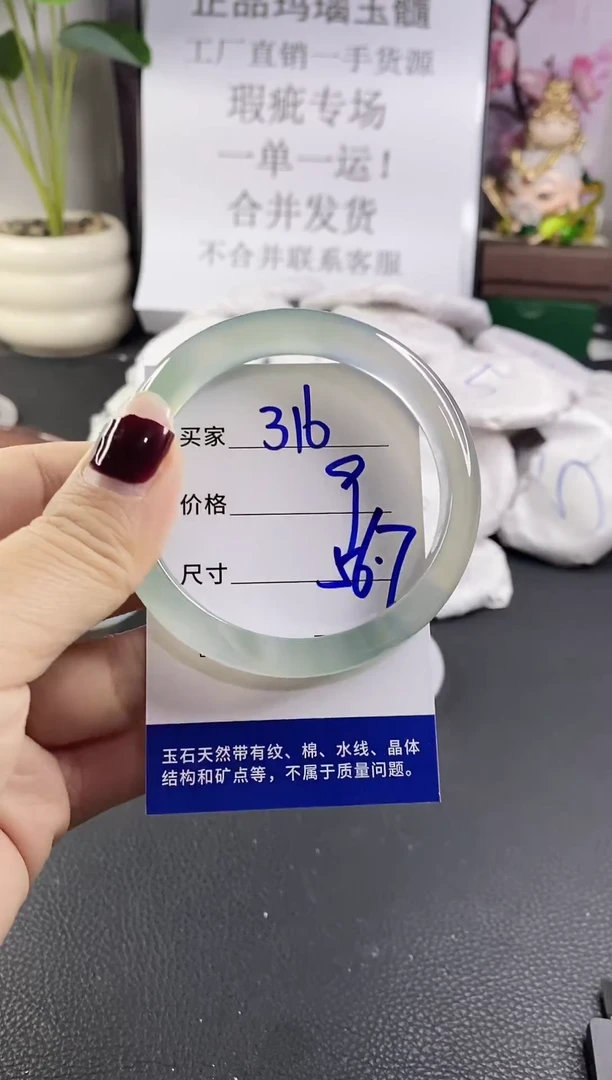 正品玛瑙玉髓
工厂直销一手货源
瑕疵专场
一单一运!
合并发货
不合并联系客服
买家 316
价格
尺寸 56.7
玉石天然带有纹、棉、水线、晶体
结构和矿点等，不属于质量问题。